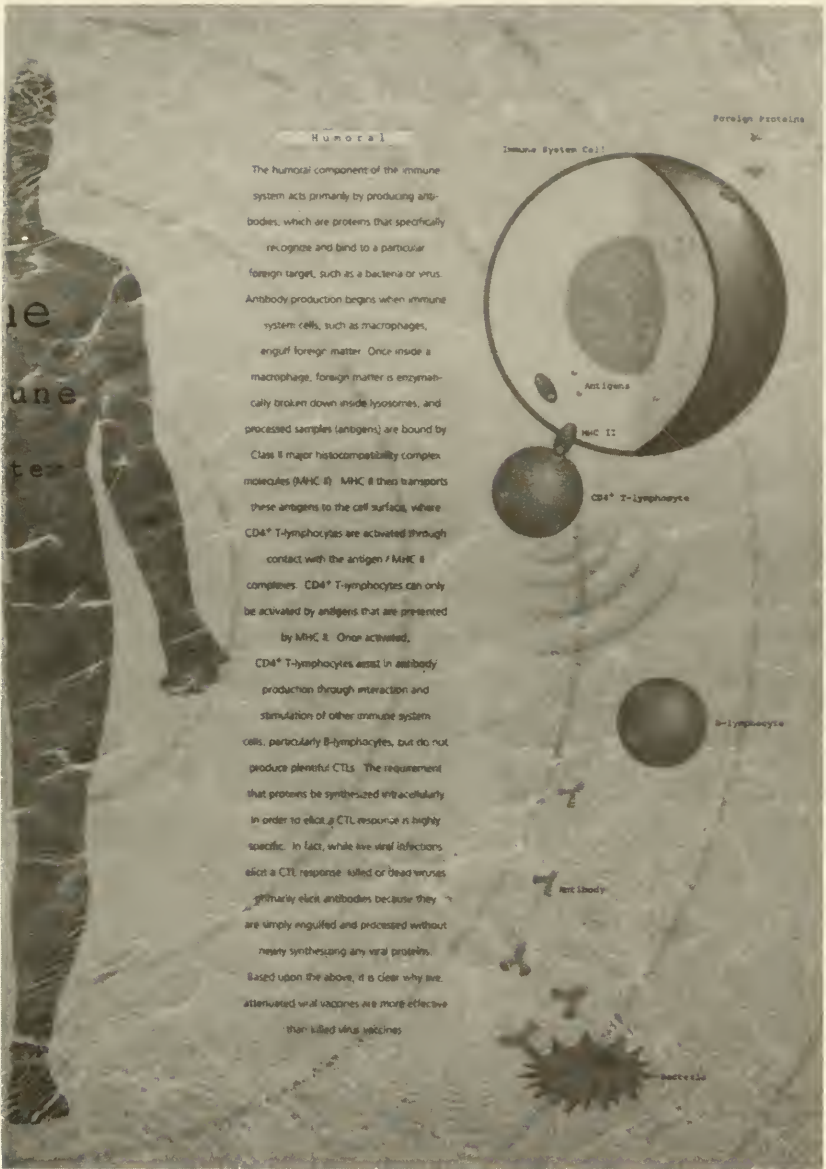 ne
une
tem
Humoral
The humoral component of the immune
system acts primarily by producing anti-
bodies, which are proteins that specifically
recognize and bind to a particular
foreign target, such as a bacteria or virus.
Antibody production begins when immune
system cells, such as macrophages,
engulf foreign matter. Once inside a
macrophage, foreign matter is enzymati-
cally broken down inside lysosomes, and
processed samples (antigens) are bound by
Class II major histocompatibility complex
molecules (MHC II). MHC II then transports
these antigens to the cell surface, where
CD4+ T-lymphocytes are activated through
contact with the antigen / MHC II
complexes. CD4+ T-lymphocytes can only
be activated by antigens that are presented
by MHC II. Once activated,
CD4+ T-lymphocytes assist in antibody
production through interaction and
stimulation of other immune system
cells, particularly B-lymphocytes, but do not
produce plentiful CTLs. The requirement
that proteins be synthesized intracellularly
in order to elicit a CTL response is highly
specific. In fact, while live viral infections
elicit a CTL response, killed or dead viruses
primarily elicit antibodies because they
are simply engulfed and processed without
newly synthesizing any viral proteins.
Based upon the above, it is clear why live,
attenuated viral vaccines are more effective
than killed virus vaccines.
Foreign Proteins
Immune System Cell
Antigens
MHC II
CD4+ T-lymphocyte
B-lymphocyte
Antibody
Bacteria